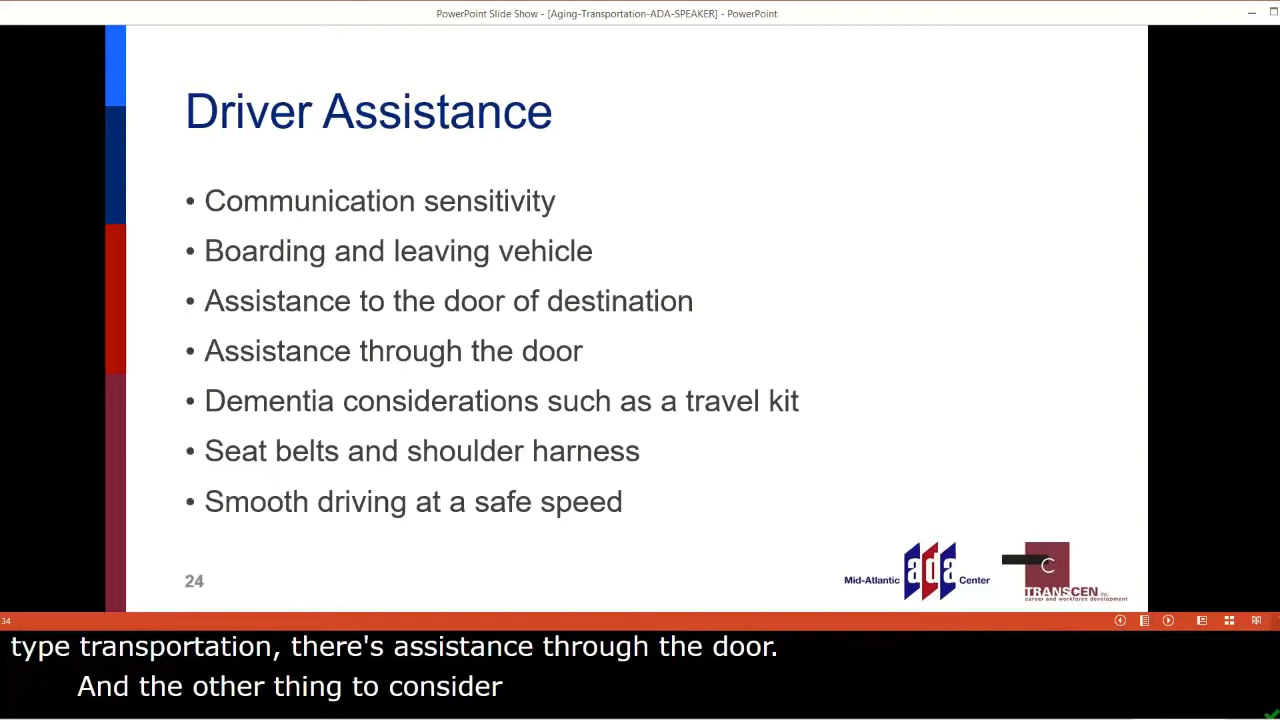 PowerPoint Slide Show - [Aging-Transportation-ADA-SPEAKER] - PowerPoint
Driver Assistance
• Communication sensitivity
• Boarding and leaving vehicle
• Assistance to the door of destination
• Assistance through the door
• Dementia considerations such as a travel kit
• Seat belts and shoulder harness
• Smooth driving at a safe speed
24
Mid-Atlantic ada Center
C
TRANSCEN inc.
career and workforce development
34
type transportation, there's assistance through the door.
And the other thing to consider